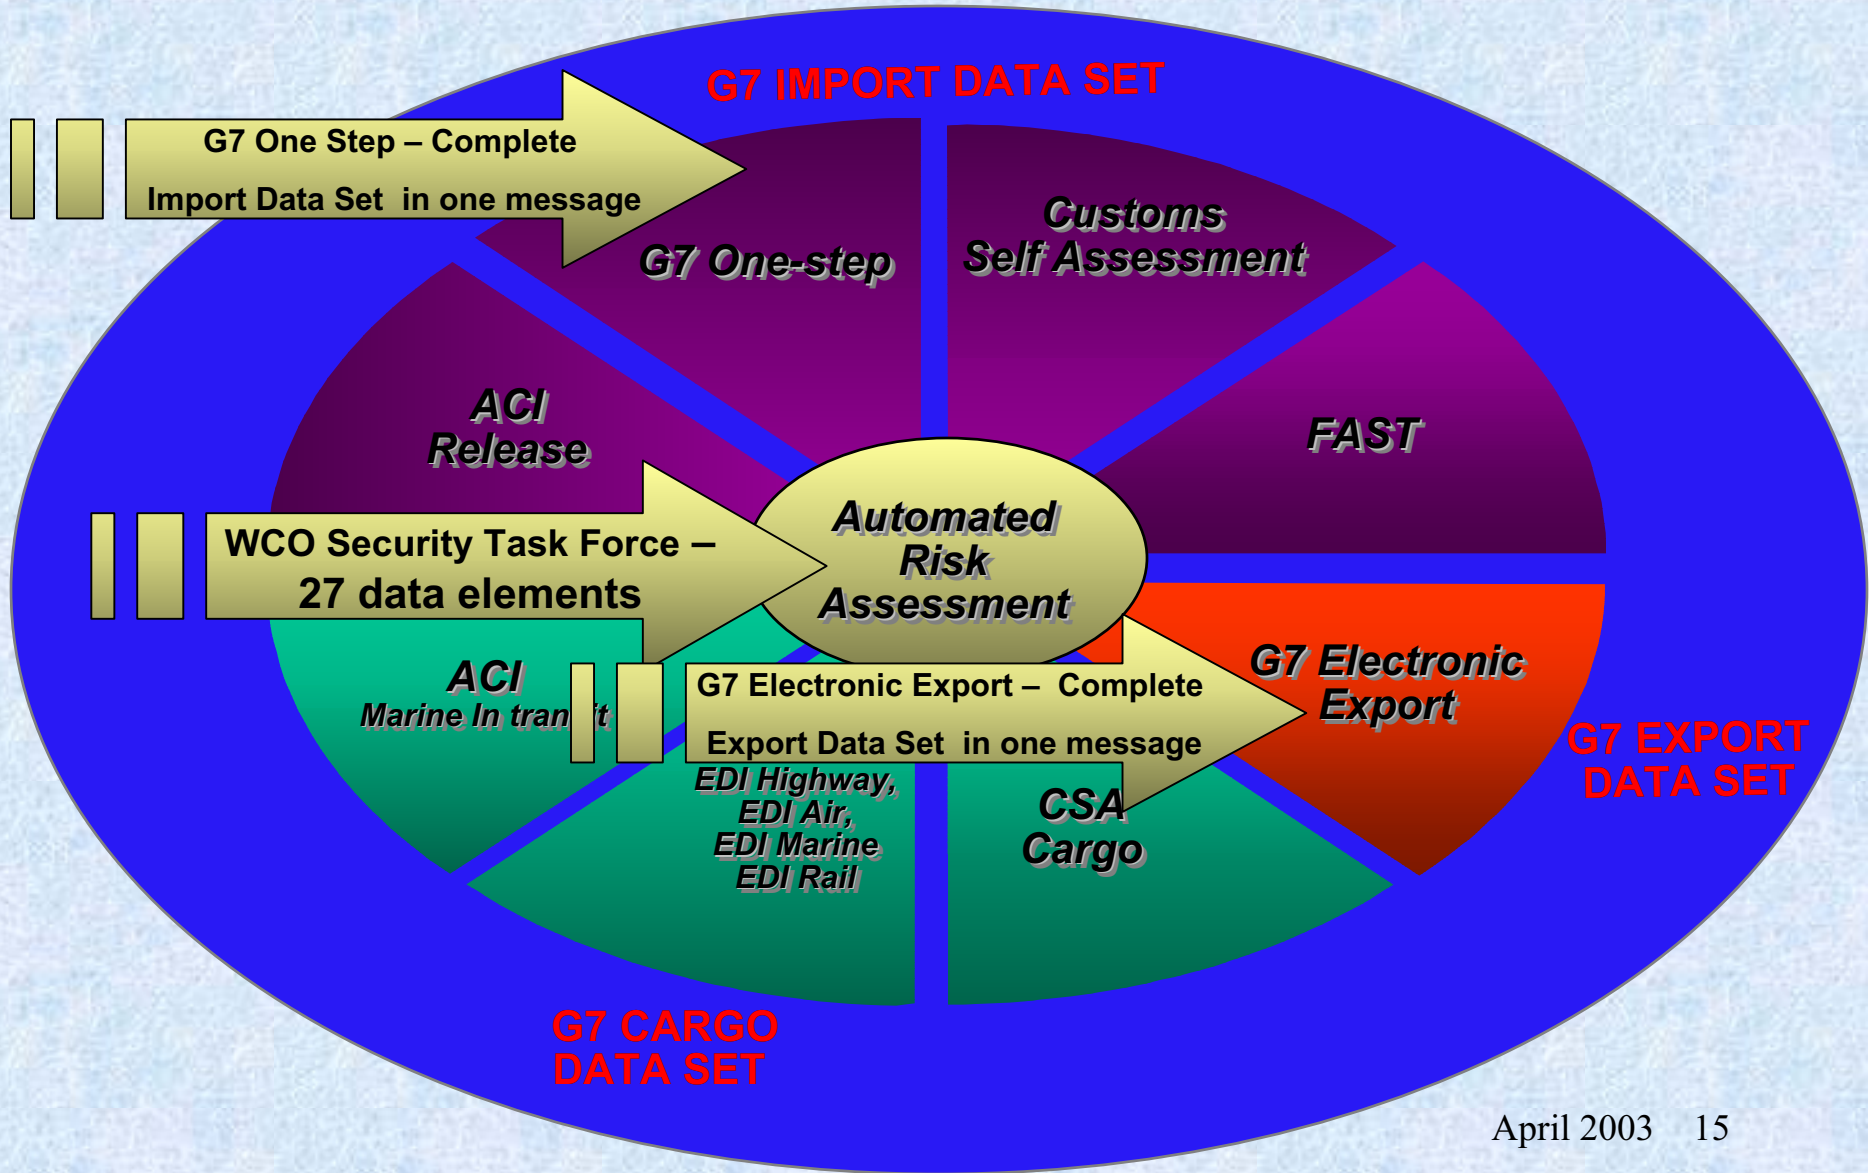 G7 IMPORT DATA SET
G7 One Step – Complete
Import Data Set in one message
G7 One-step
Customs
Self Assessment
ACI
Release
FAST
WCO Security Task Force –
27 data elements
Automated
Risk
Assessment
ACI
Marine In transit
G7 Electronic Export – Complete
Export Data Set in one message
G7 Electronic
Export
G7 EXPORT
DATA SET
EDI Highway,
EDI Air,
EDI Marine
EDI Rail
CSA
Cargo
G7 CARGO
DATA SET
April 2003 15